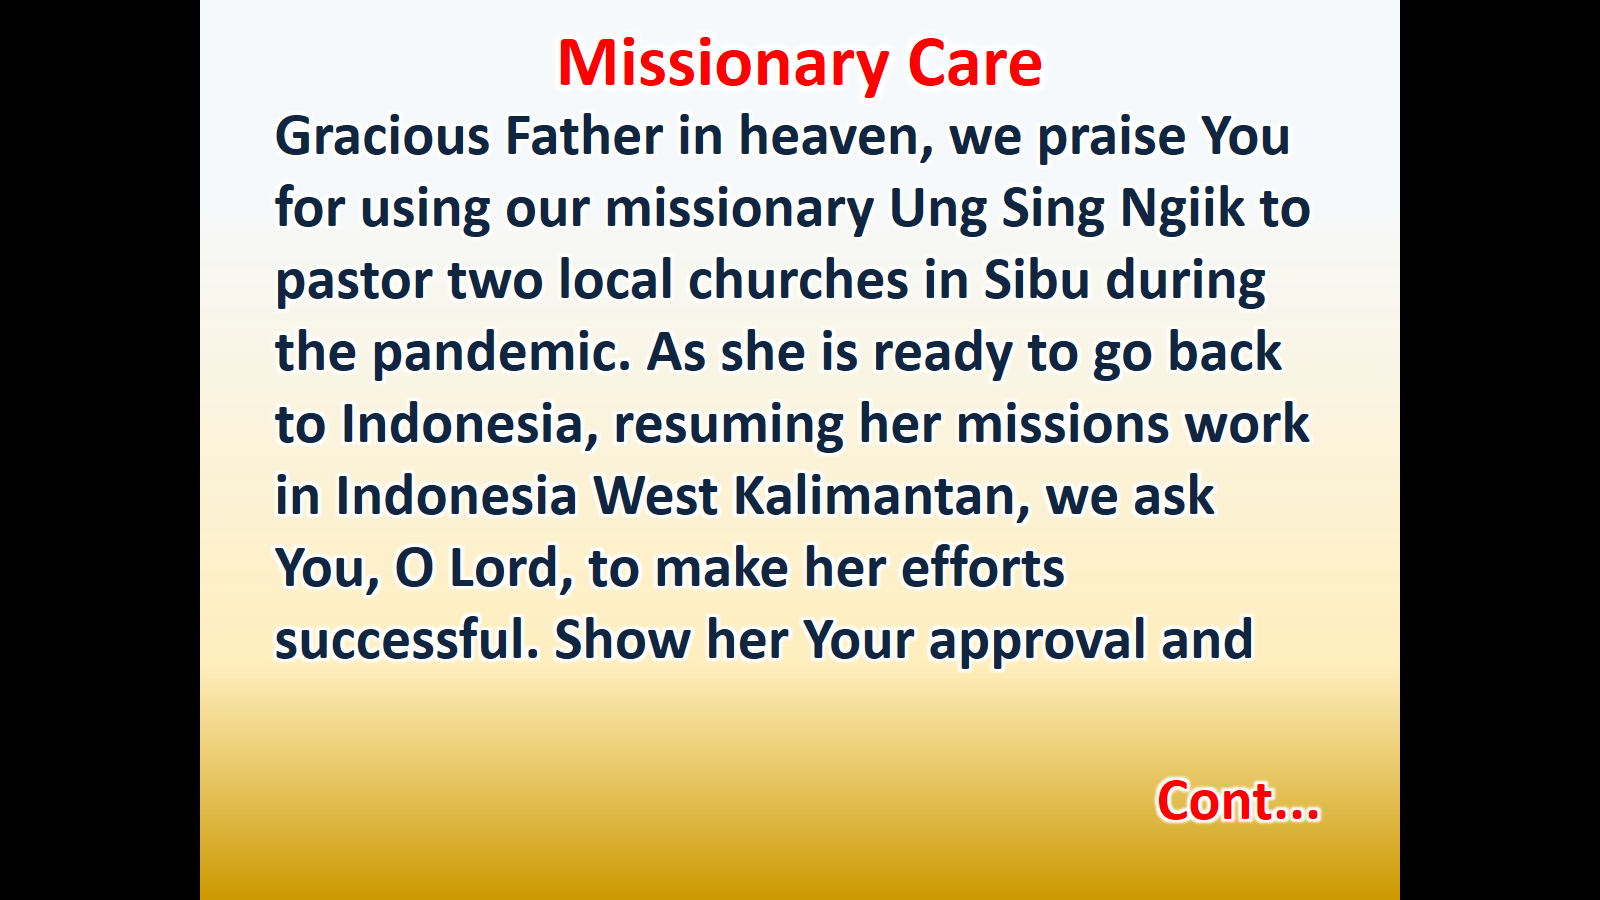 Missionary Care
Gracious Father in heaven, we praise You
for using our missionary Ung Sing Ngiik to
pastor two local churches in Sibu during
the pandemic. As she is ready to go back
to Indonesia, resuming her missions work
in Indonesia West Kalimantan, we ask
You, O Lord, to make her efforts
successful. Show her Your approval and
Cont...